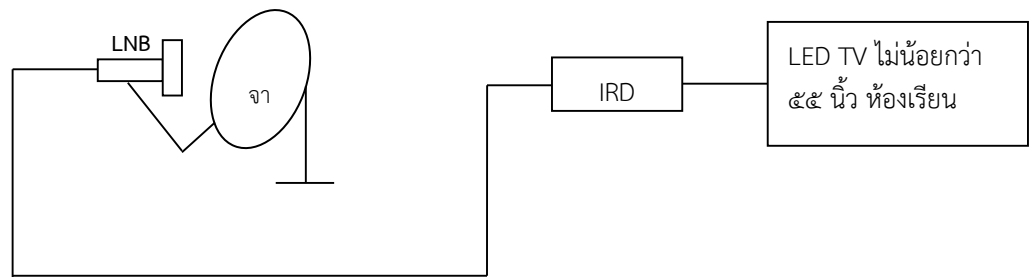 LNB
จา
IRD
LED TV ไม่น้อยกว่า
๕๕ นิ้ว ห้องเรียน